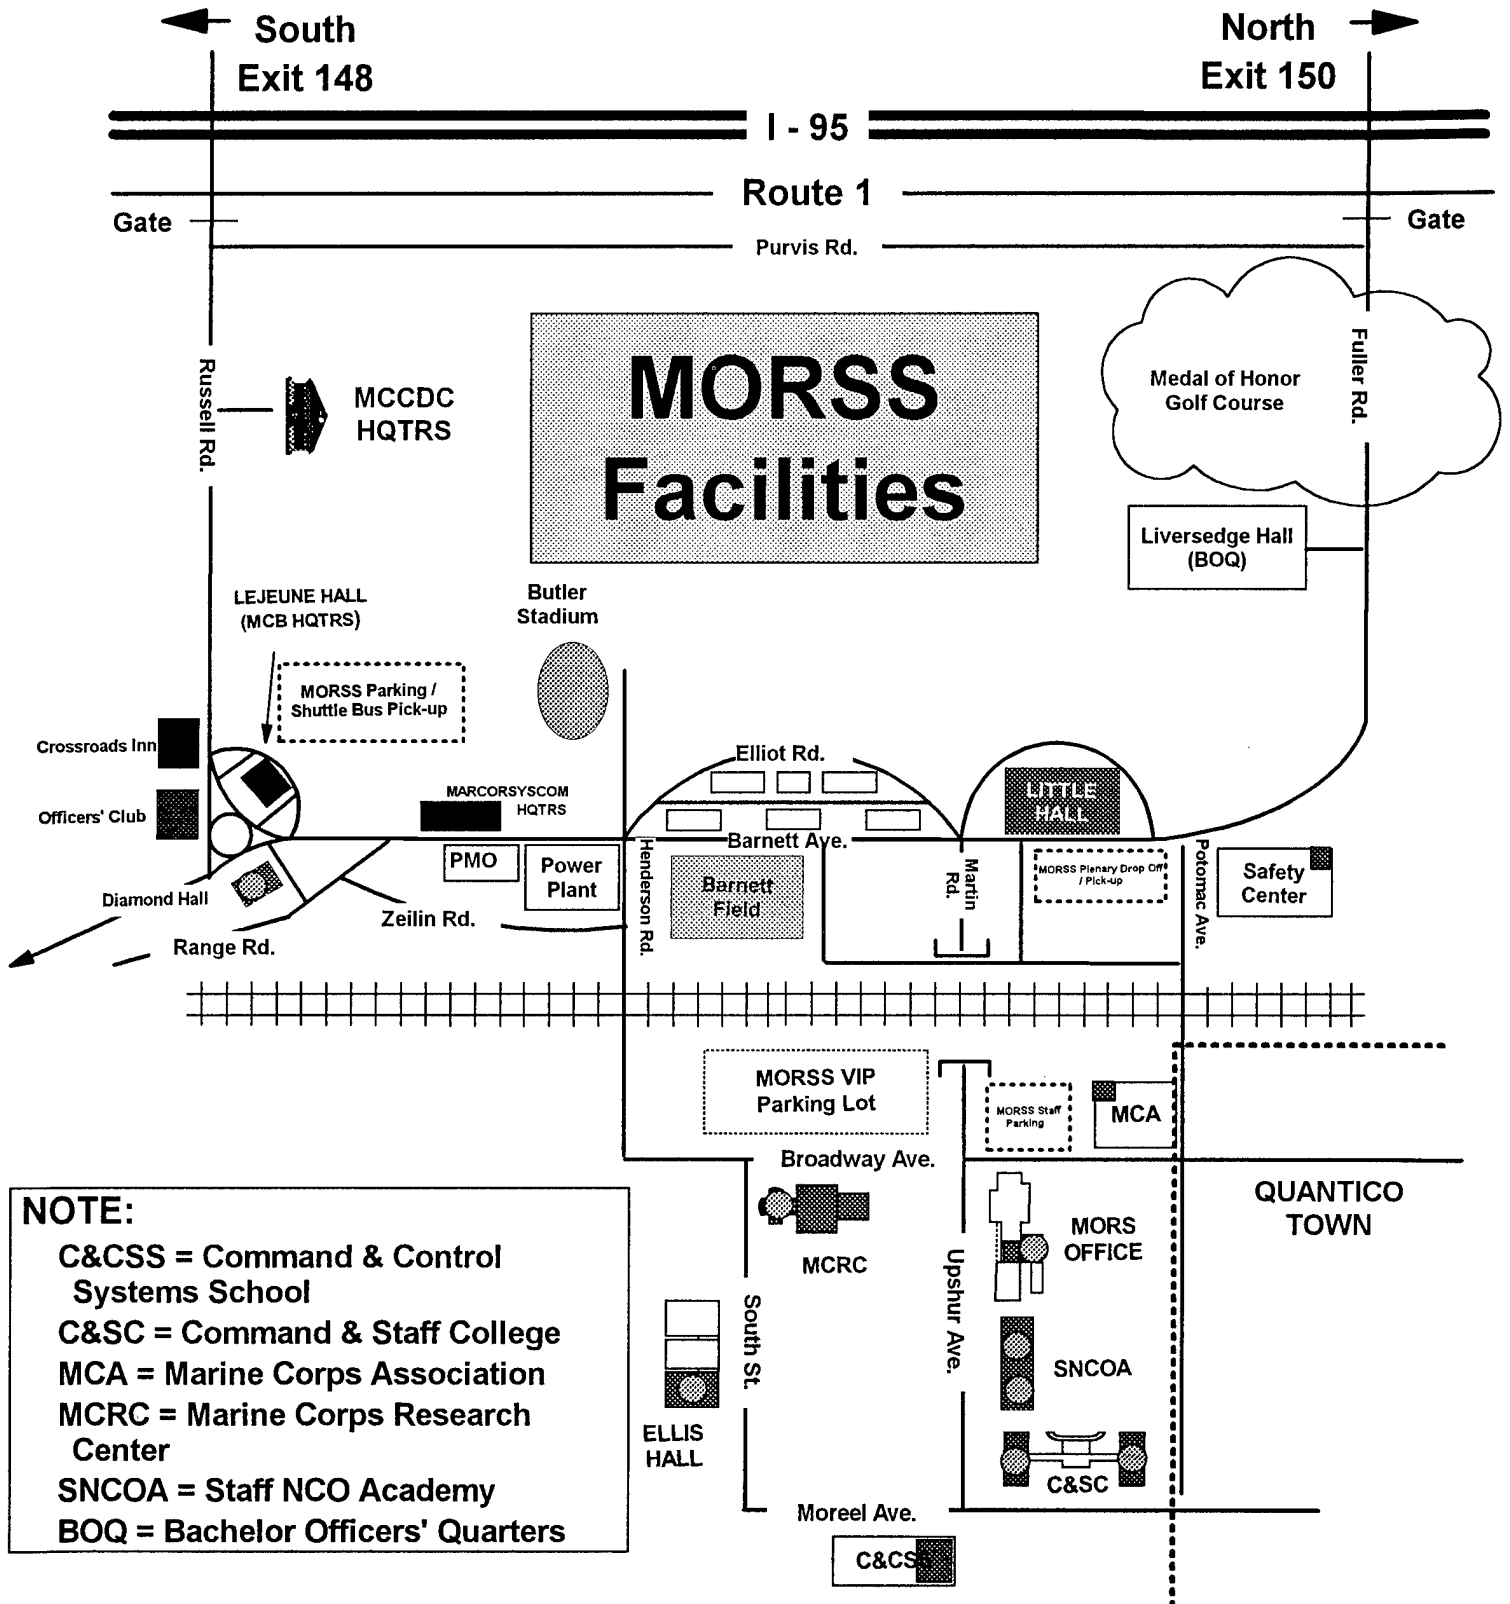 South
Exit 148
North
Exit 150
I - 95
Route 1
Gate
Gate
Purvis Rd.
MORSS
Facilities
Medal of Honor
Golf Course
Fuller Rd.
Russell Rd.
MCCDC
HQTRS
Liversedge Hall
(BOQ)
LEJEUNE HALL
(MCB HQTRS)
Butler
Stadium
MORSS Parking /
Shuttle Bus Pick-up
Crossroads Inn
Officers' Club
Elliot Rd.
MARCORSYSCOM
HQTRS
LITTLE
HALL
Barnett Ave.
PMO
Power
Plant
Henderson Rd.
Barnett
Field
Martin
Rd.
MORSS Plenary Drop Off
/ Pick-up
Potomac Ave.
Safety
Center
Diamond Hall
Zeilin Rd.
Range Rd.
MORSS VIP
Parking Lot
MORSS Staff
Parking
MCA
Broadway Ave.
QUANTICO
TOWN
MORS
OFFICE
MCRC
South St.
Upshur Ave.
SNCOA
ELLIS
HALL
C&SC
Moreel Ave.
C&CSS
NOTE:
C&CSS = Command & Control
Systems School
C&SC = Command & Staff College
MCA = Marine Corps Association
MCRC = Marine Corps Research
Center
SNCOA = Staff NCO Academy
BOQ = Bachelor Officers' Quarters